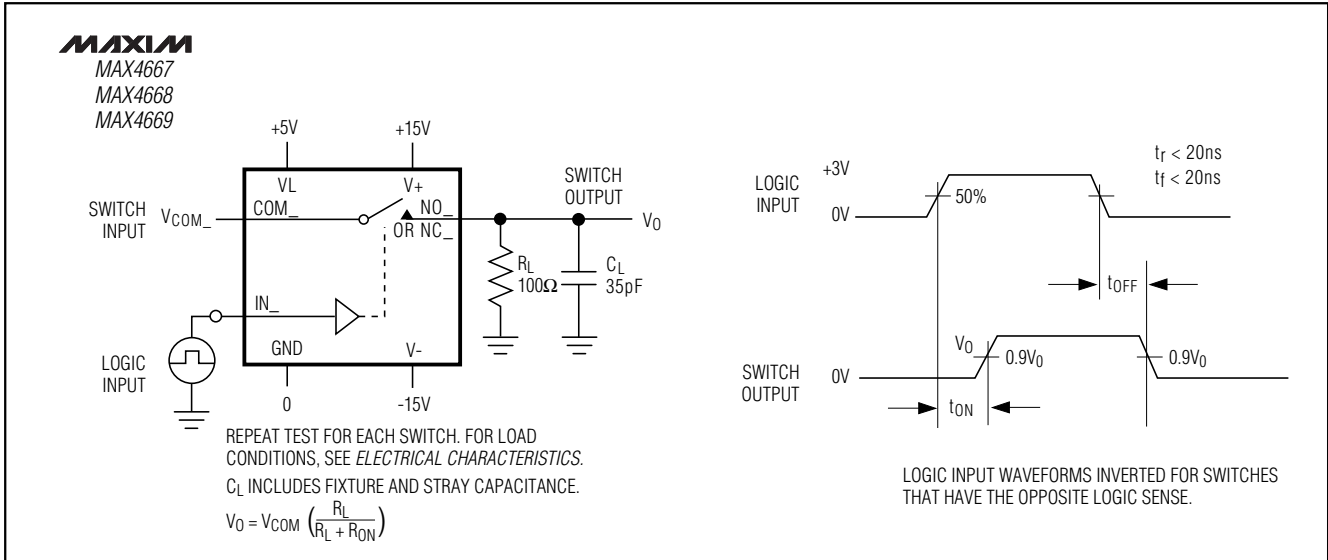 MAXIM
MAX4667
MAX4668
MAX4669
+5V
+15V
VL
V+
SWITCH
INPUT
VCOM_
COM_
NO_
OR NC_
SWITCH
OUTPUT
VO
RL
100Ω
CL
35pF
IN_
LOGIC
INPUT
GND
V-
0
-15V
REPEAT TEST FOR EACH SWITCH. FOR LOAD
CONDITIONS, SEE ELECTRICAL CHARACTERISTICS.
CL INCLUDES FIXTURE AND STRAY CAPACITANCE.
VO = VCOM (RL / RL + RON)
LOGIC
INPUT
+3V
0V
50%
tr < 20ns
tf < 20ns
tOFF
SWITCH
OUTPUT
VO
0V
0.9V0
0.9V0
tON
LOGIC INPUT WAVEFORMS INVERTED FOR SWITCHES
THAT HAVE THE OPPOSITE LOGIC SENSE.